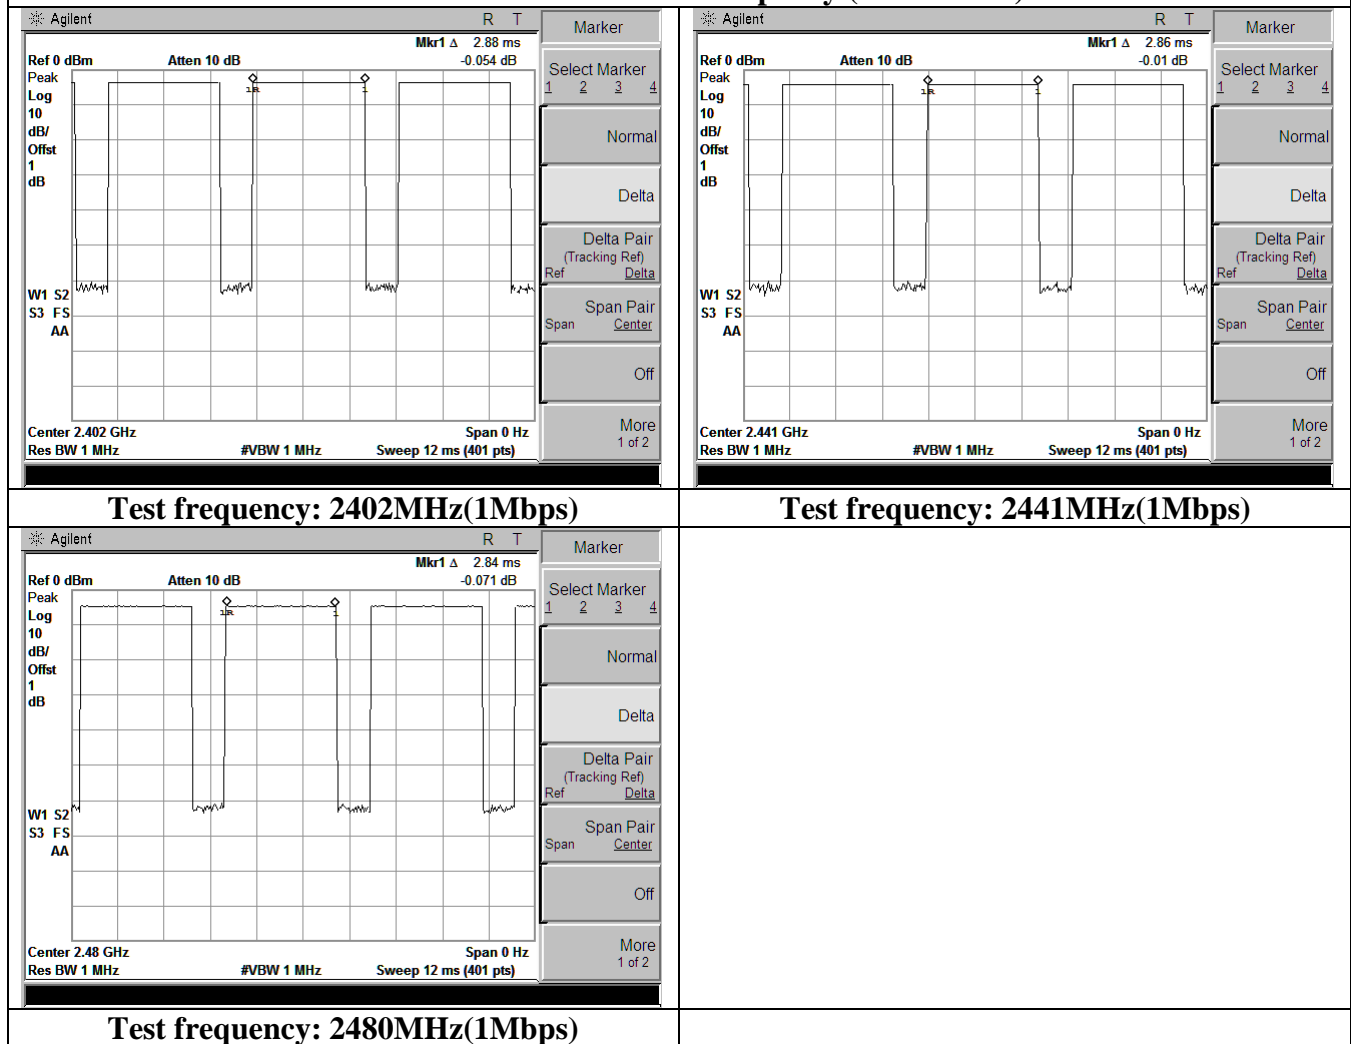 Agilent R T
Mkr1 Δ 2.88 ms
Ref 0 dBm Atten 10 dB -0.054 dB
Peak
Log
10
dB/
Offst
1
dB
1R 1
W1 S2
S3 FS
AA
Center 2.402 GHz Span 0 Hz
Res BW 1 MHz #VBW 1 MHz Sweep 12 ms (401 pts)
Marker
Select Marker
1 2 3 4
Normal
Delta
Delta Pair
(Tracking Ref)
Ref Delta
Span Pair
Span Center
Off
More
1 of 2
Agilent R T
Mkr1 Δ 2.86 ms
Ref 0 dBm Atten 10 dB -0.01 dB
Peak
Log
10
dB/
Offst
1
dB
1R 1
W1 S2
S3 FS
AA
Center 2.441 GHz Span 0 Hz
Res BW 1 MHz #VBW 1 MHz Sweep 12 ms (401 pts)
Marker
Select Marker
1 2 3 4
Normal
Delta
Delta Pair
(Tracking Ref)
Ref Delta
Span Pair
Span Center
Off
More
1 of 2
Test frequency: 2402MHz(1Mbps)
Test frequency: 2441MHz(1Mbps)
Agilent R T
Mkr1 Δ 2.84 ms
Ref 0 dBm Atten 10 dB -0.071 dB
Peak
Log
10
dB/
Offst
1
dB
1R 1
W1 S2
S3 FS
AA
Center 2.48 GHz Span 0 Hz
Res BW 1 MHz #VBW 1 MHz Sweep 12 ms (401 pts)
Marker
Select Marker
1 2 3 4
Normal
Delta
Delta Pair
(Tracking Ref)
Ref Delta
Span Pair
Span Center
Off
More
1 of 2
Test frequency: 2480MHz(1Mbps)